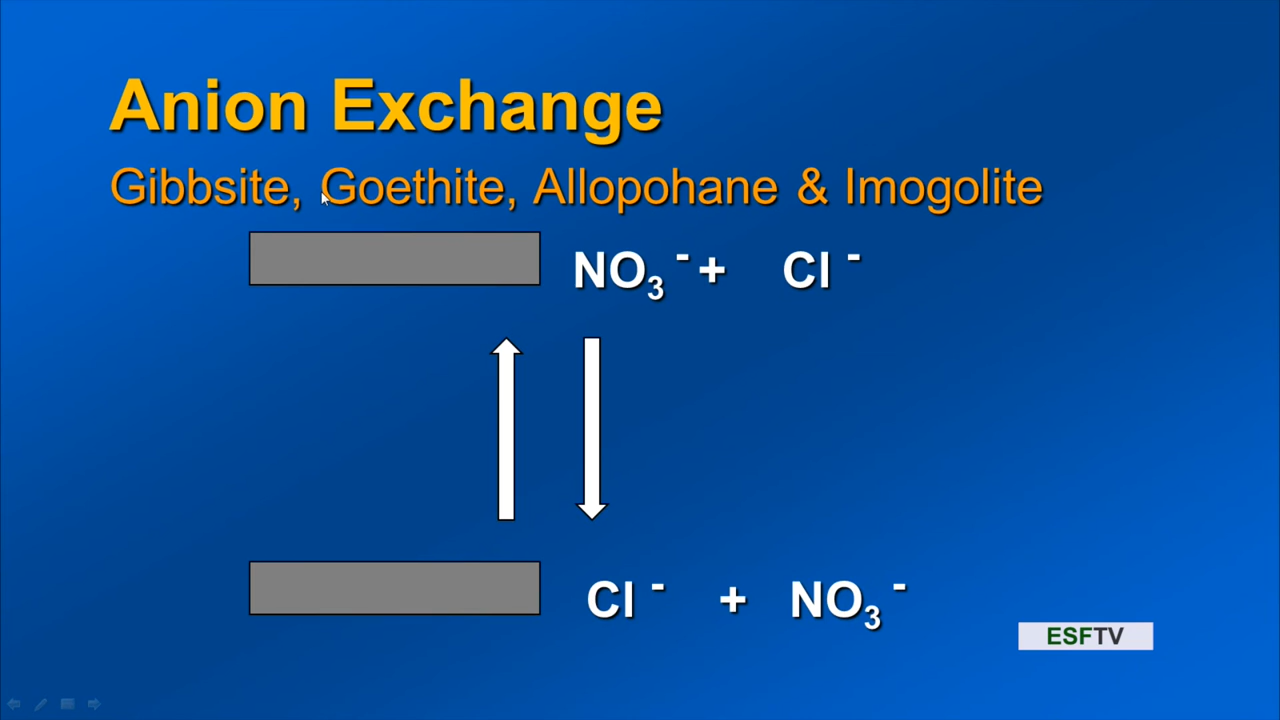 Anion Exchange
Gibbsite, Goethite, Allopohane & Imogolite
NO₃⁻ + Cl⁻
Cl⁻ + NO₃⁻
ESFTV